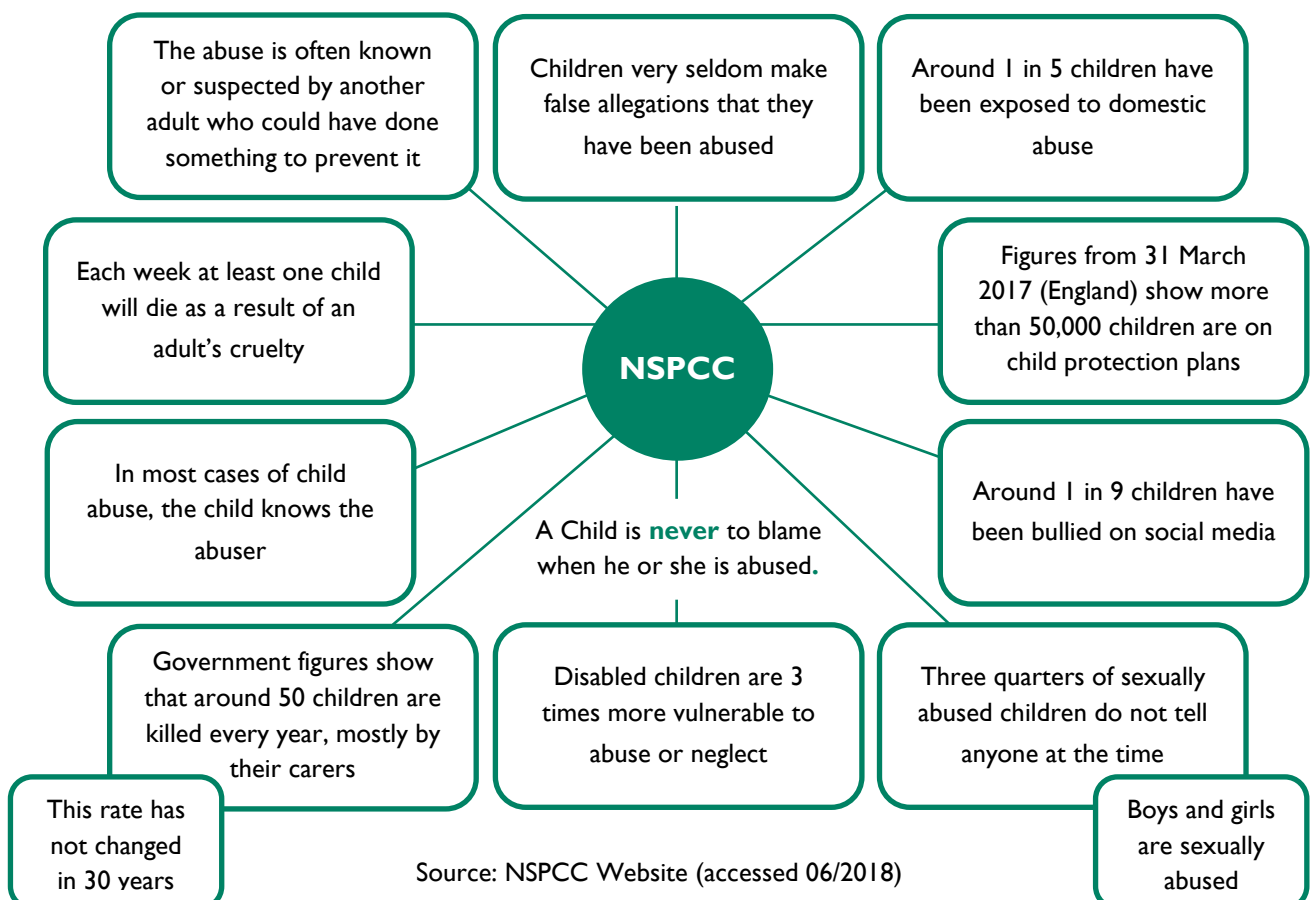 The abuse is often known
or suspected by another
adult who could have done
something to prevent it
Children very seldom make
false allegations that they
have been abused
Around 1 in 5 children have
been exposed to domestic
abuse
Each week at least one child
will die as a result of an
adult's cruelty
Figures from 31 March
2017 (England) show more
than 50,000 children are on
child protection plans
NSPCC
In most cases of child
abuse, the child knows the
abuser
A Child is never to blame
when he or she is abused.
Around 1 in 9 children have
been bullied on social media
Government figures show
that around 50 children are
killed every year, mostly by
their carers
This rate has
not changed
in 30 years
Disabled children are 3
times more vulnerable to
abuse or neglect
Three quarters of sexually
abused children do not tell
anyone at the time
Boys and girls
are sexually
abused
Source: NSPCC Website (accessed 06/2018)